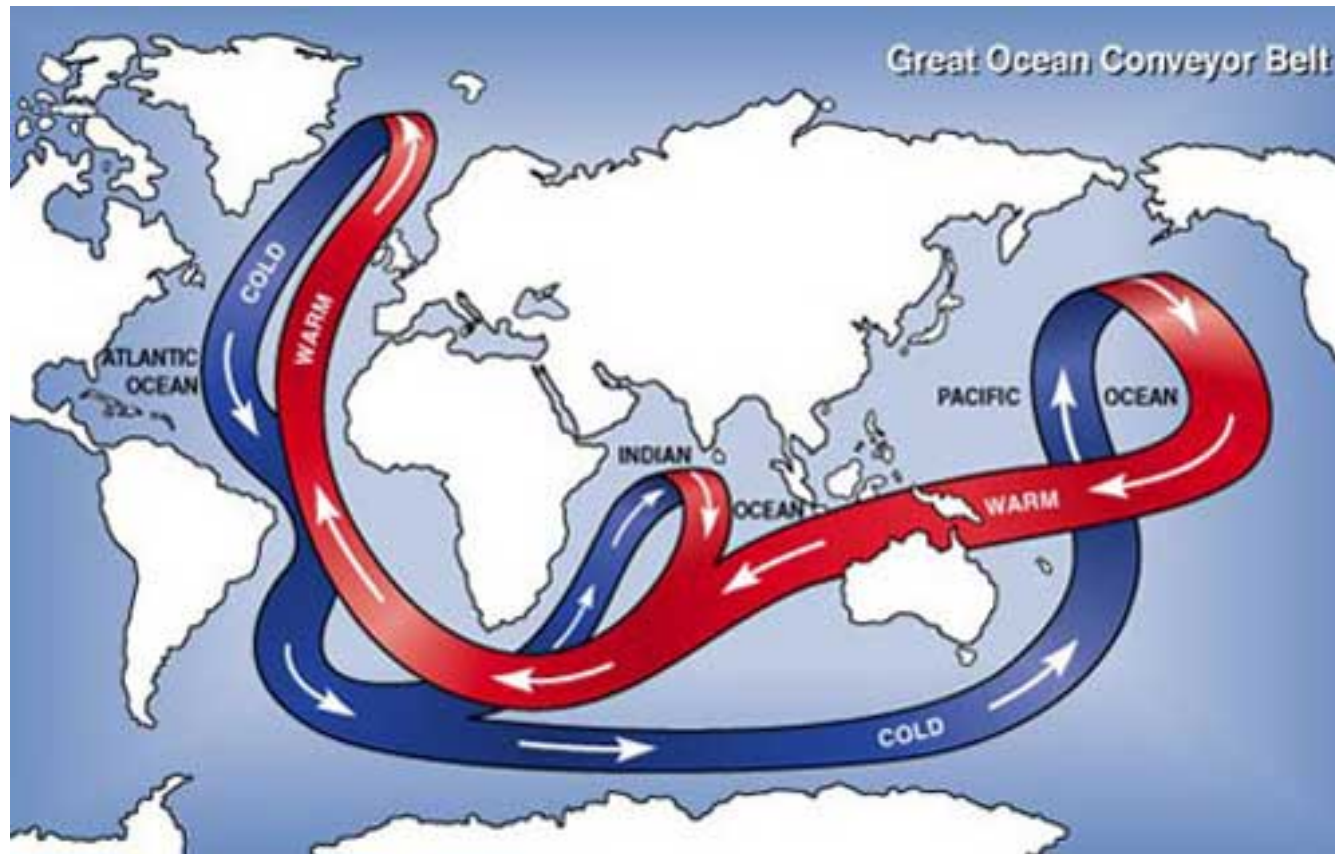 Great Ocean Conveyor Belt
COLD
WARM
ATLANTIC
OCEAN
PACIFIC
OCEAN
INDIAN
OCEAN
WARM
COLD